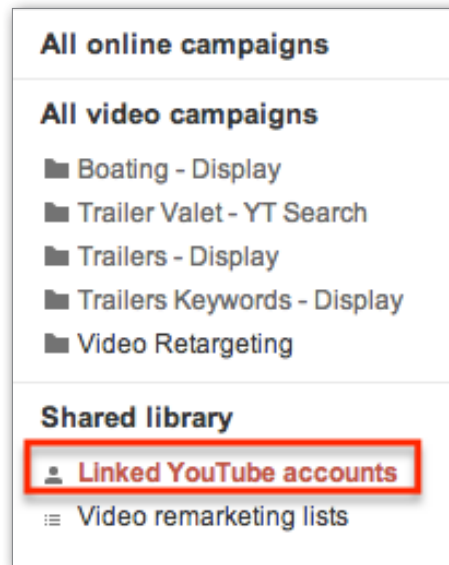 All online campaigns
All video campaigns
Boating - Display
Trailer Valet - YT Search
Trailers - Display
Trailers Keywords - Display
Video Retargeting
Shared library
Linked YouTube accounts
Video remarketing lists